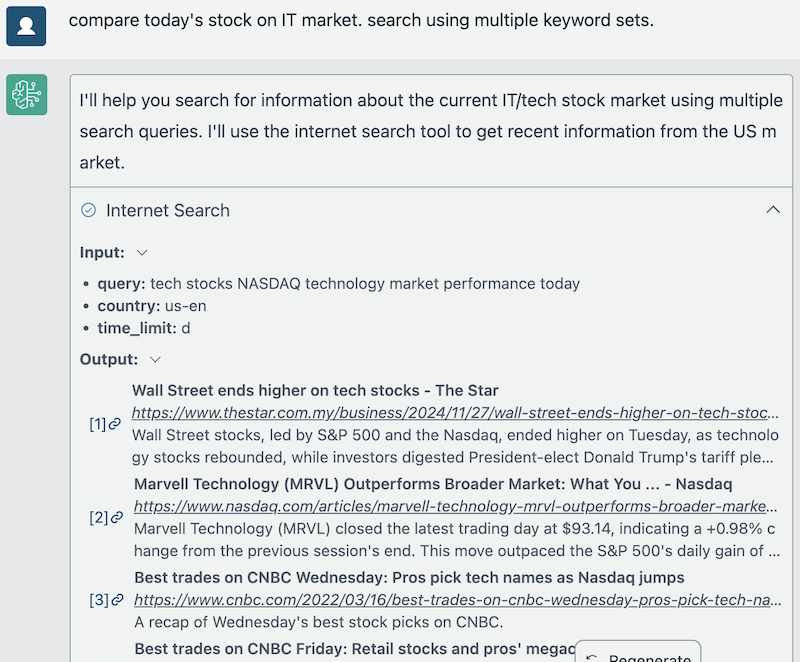 compare today's stock on IT market. search using multiple keyword sets.
I'll help you search for information about the current IT/tech stock market using multiple
search queries. I'll use the internet search tool to get recent information from the US m
arket.
Internet Search
Input:
• query: tech stocks NASDAQ technology market performance today
• country: us-en
• time_limit: d
Output:
Wall Street ends higher on tech stocks - The Star
[1] https://www.thestar.com.my/business/2024/11/27/wall-street-ends-higher-on-tech-stoc...
Wall Street stocks, led by S&P 500 and the Nasdaq, ended higher on Tuesday, as technolo
gy stocks rebounded, while investors digested President-elect Donald Trump's tariff ple...
Marvell Technology (MRVL) Outperforms Broader Market: What You ... - Nasdaq
[2] https://www.nasdaq.com/articles/marvell-technology-mrvl-outperforms-broader-marke...
Marvell Technology (MRVL) closed the latest trading day at $93.14, indicating a +0.98% c
hange from the previous session's end. This move outpaced the S&P 500's daily gain of ...
Best trades on CNBC Wednesday: Pros pick tech names as Nasdaq jumps
[3] https://www.cnbc.com/2022/03/16/best-trades-on-cnbc-wednesday-pros-pick-tech-na...
A recap of Wednesday's best stock picks on CNBC.
Best trades on CNBC Friday: Retail stocks and pros' megac
Regenerate